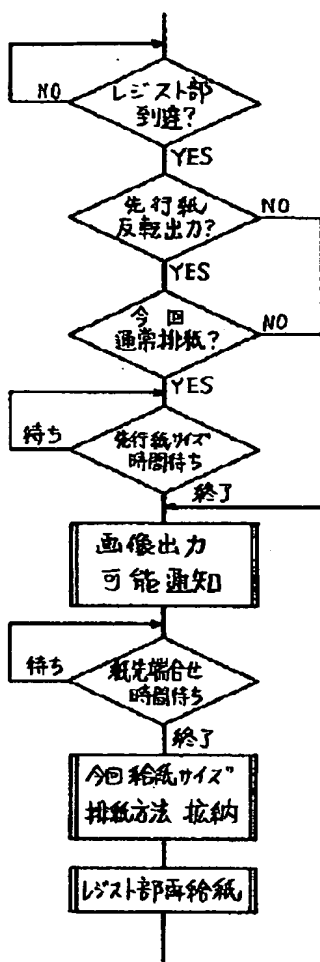 レジスト部
到達?
NO
YES
先行紙
反転出力?
NO
YES
今回
通常排紙?
NO
YES
待ち
先行紙サイズ
時間待ち
終了
画像出力
可能通知
待ち
紙先端合せ
時間待ち
終了
今回給紙サイズ
排紙方法 拡納
レジスト部再給紙